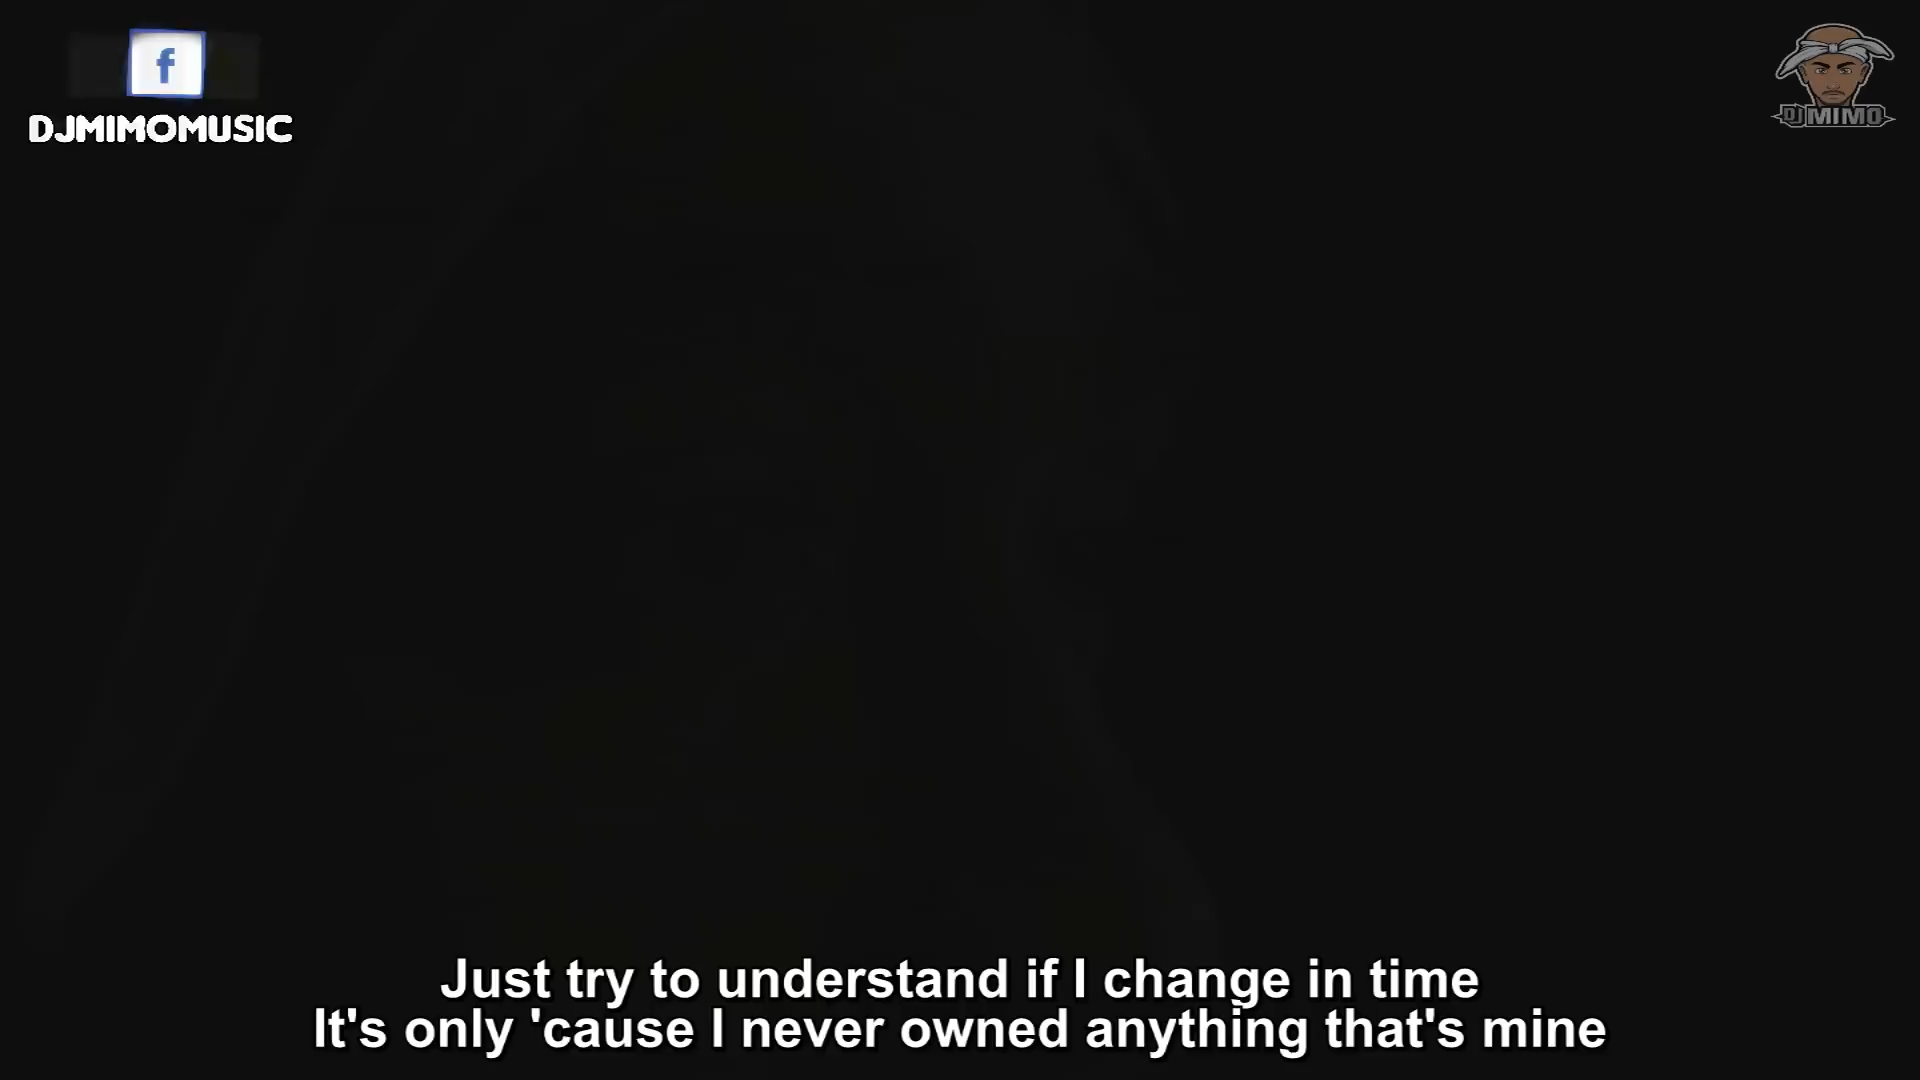 f
DJMIMOMUSIC
DJ MIMO
Just try to understand if I change in time
It's only 'cause I never owned anything that's mine